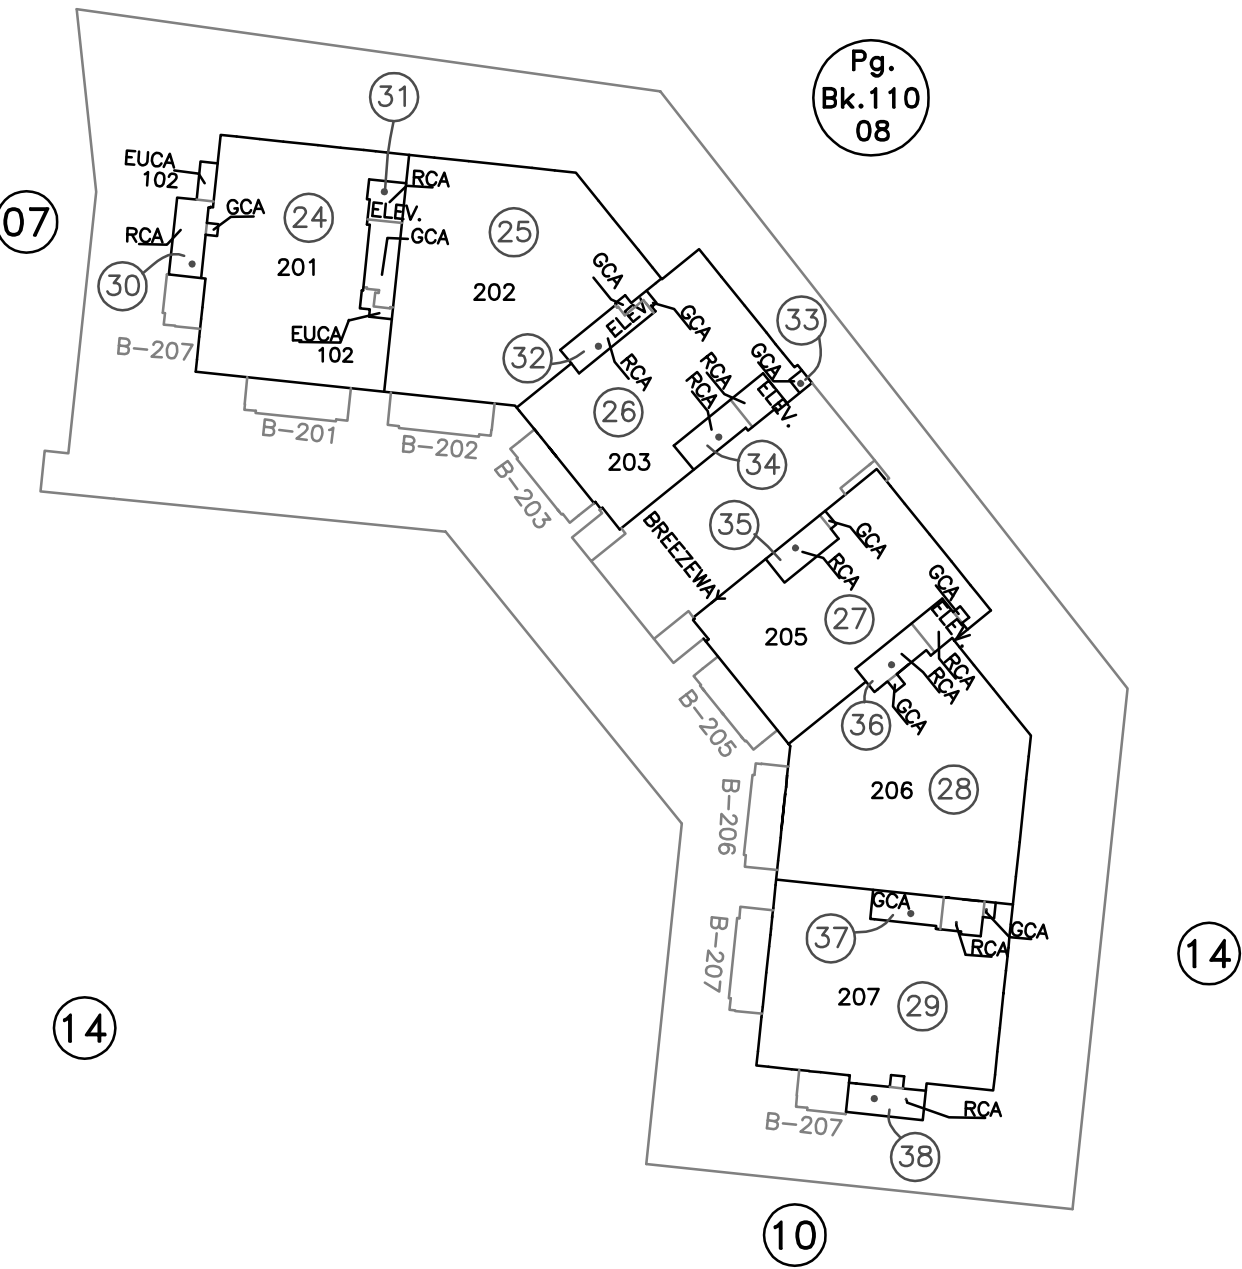 Pg.
Bk.110
08
31
EUCA
102
RCA
07
GCA
24
ELEV.
25
RCA
GCA
201
30
202
GCA
ELEV.
GCA
33
EUCA
102
B-207
32
RCA
GCA
RCA
RCA
ELEV.
26
B-201
B-202
203
34
B-203
35
BREEZEWAY
GCA
RCA
GCA
ELEV.
27
205
RCA
RCA
36
GCA
B-205
206
28
B-206
GCA
37
GCA
RCA
B-207
14
207
29
14
RCA
B-207
38
10